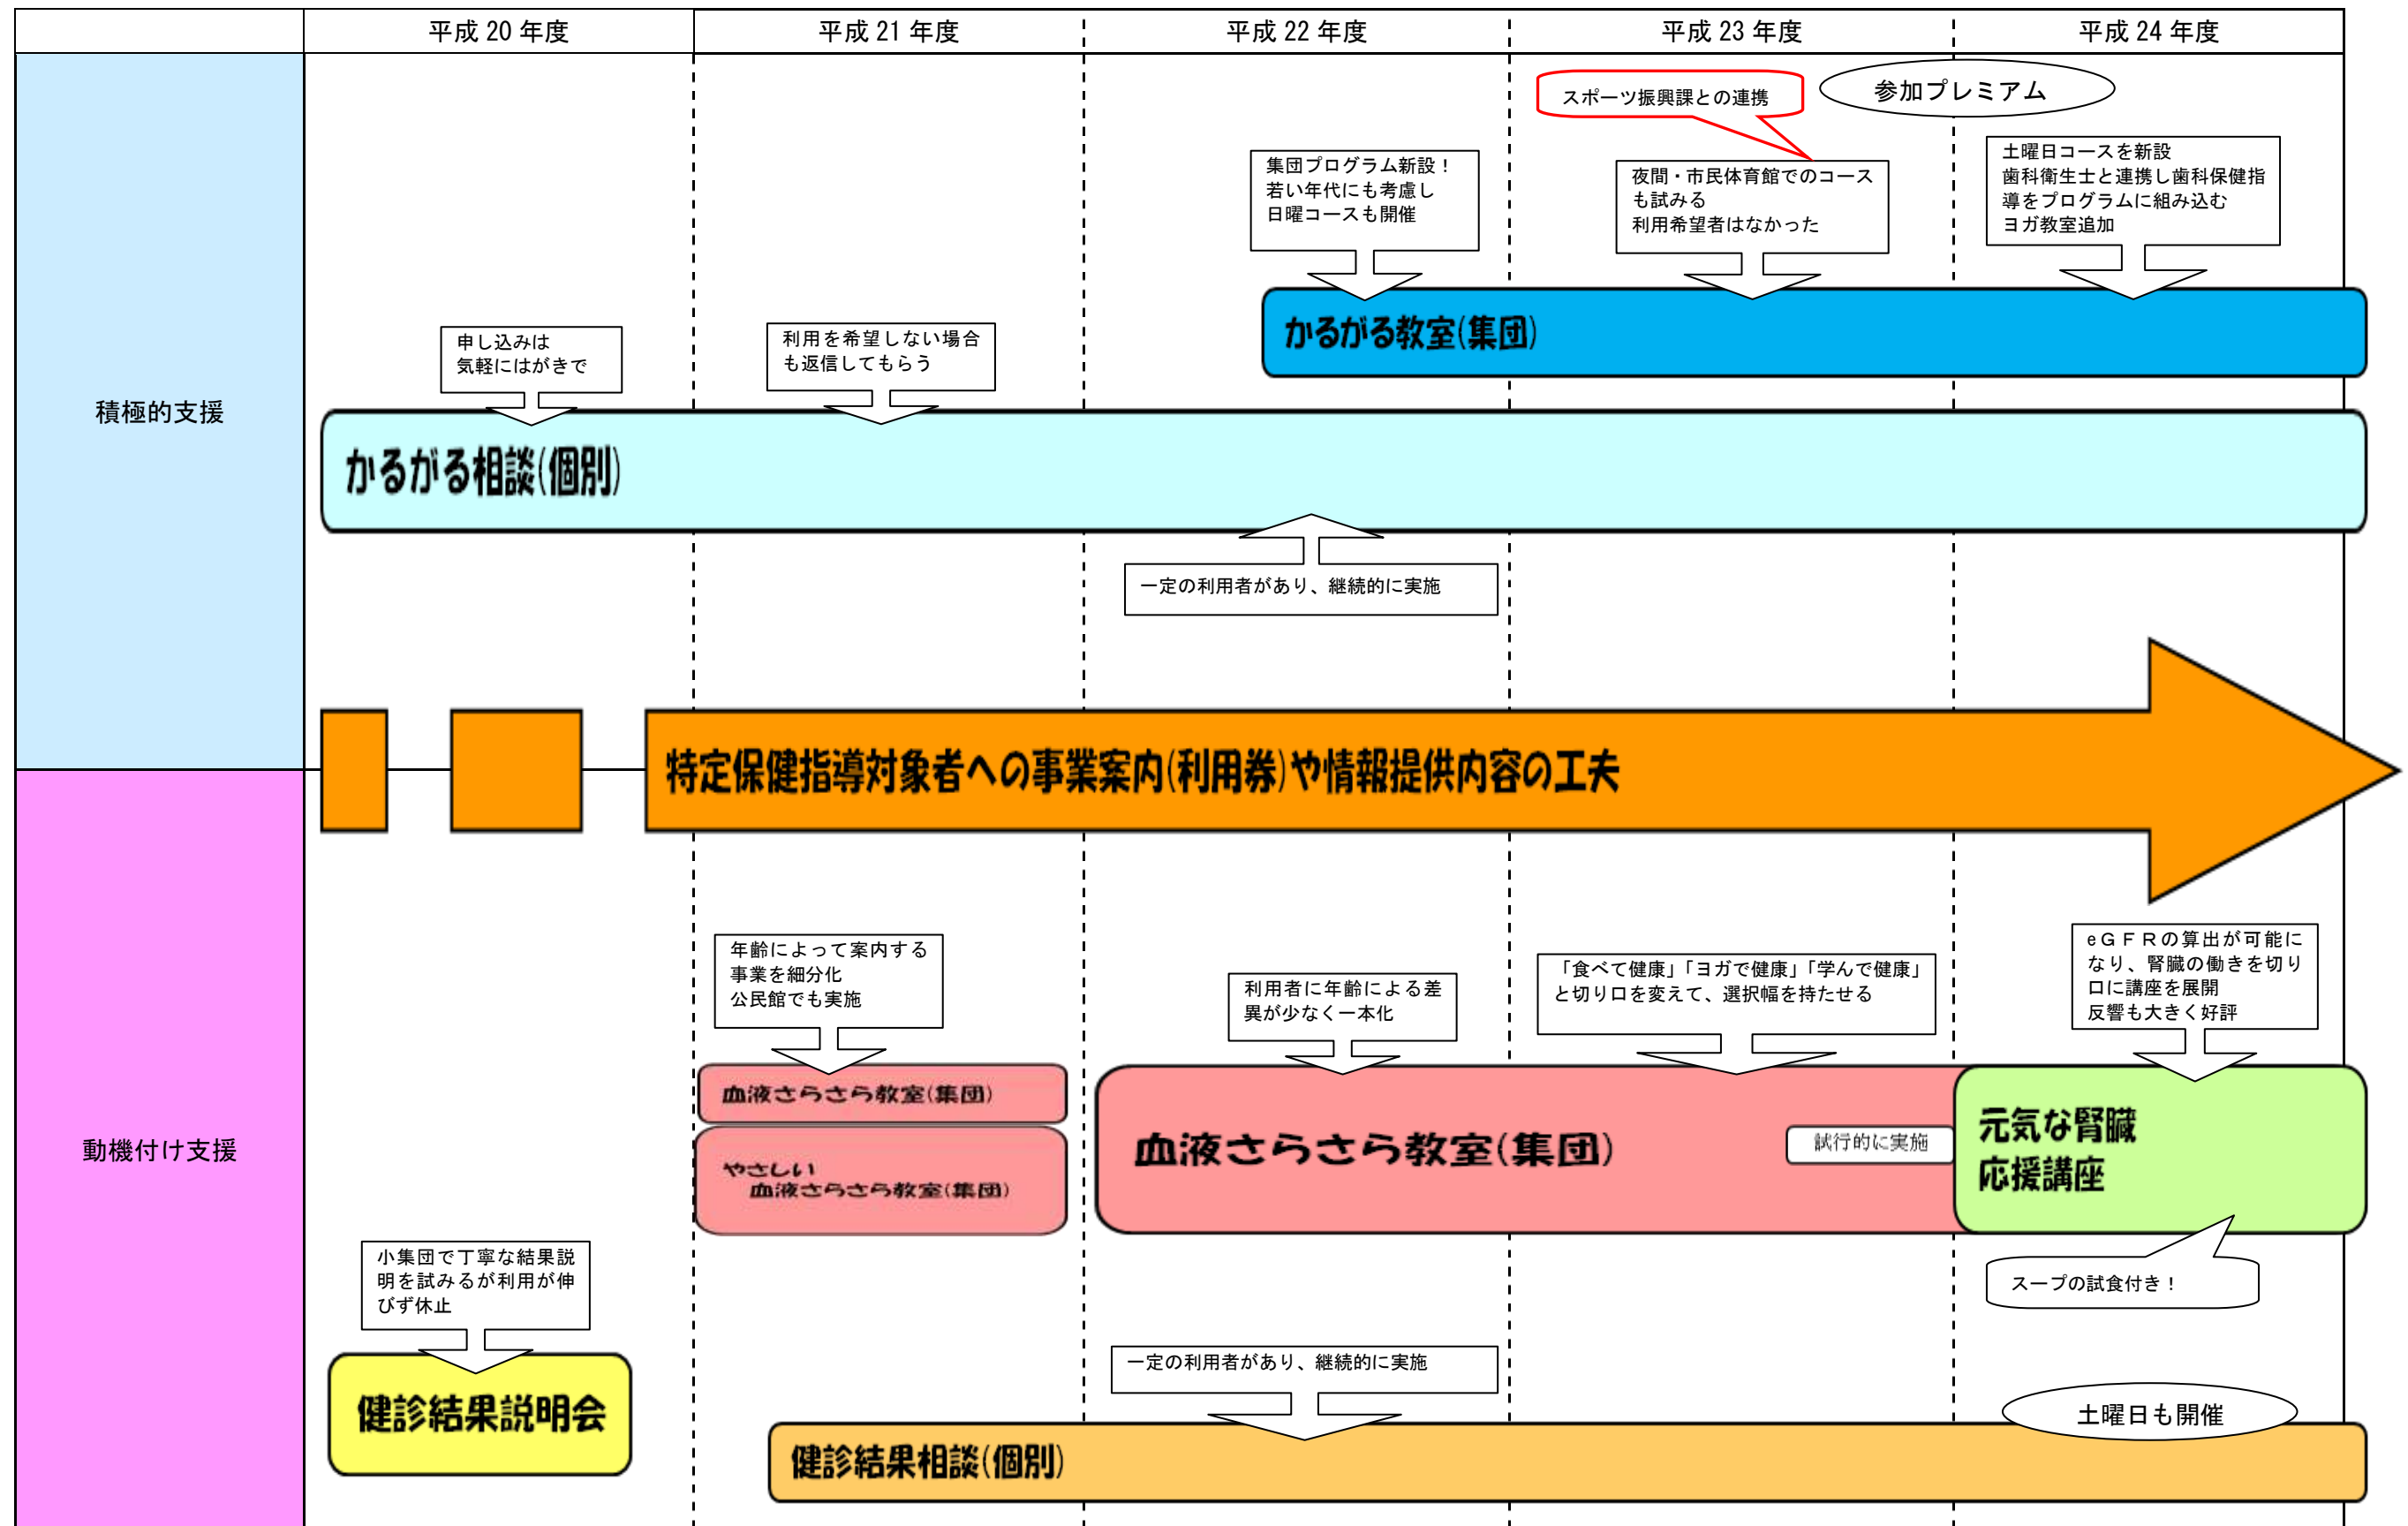 平成 20 年度
平成 21 年度
平成 22 年度
平成 23 年度
平成 24 年度
積極的支援
スポーツ振興課との連携
参加プレミアム
集団プログラム新設！
若い年代にも考慮し
日曜コースも開催
夜間・市民体育館でのコース
も試みる
利用希望者はなかった
土曜日コースを新設
歯科衛生士と連携し歯科保健指
導をプログラムに組み込む
ヨガ教室追加
かるがる教室(集団)
申し込みは
気軽にはがきで
利用を希望しない場合
も返信してもらう
かるがる相談(個別)
一定の利用者があり、継続的に実施
特定保健指導対象者への事業案内(利用券)や情報提供内容の工夫
動機付け支援
年齢によって案内する
事業を細分化
公民館でも実施
利用者に年齢による差
異が少なく一本化
「食べて健康」「ヨガで健康」「学んで健康」
と切り口を変えて、選択幅を持たせる
eＧＦＲの算出が可能に
なり、腎臓の働きを切り
口に講座を展開
反響も大きく好評
血液さらさら教室(集団)
やさしい
血液さらさら教室(集団)
血液さらさら教室(集団)
試行的に実施
元気な腎臓
応援講座
スープの試食付き！
小集団で丁寧な結果説
明を試みるが利用が伸
びず休止
健診結果説明会
一定の利用者があり、継続的に実施
土曜日も開催
健診結果相談(個別)